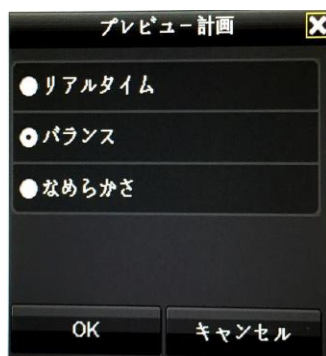 プレビュー計画
リアルタイム
バランス
なめらかさ
OK
キャンセル